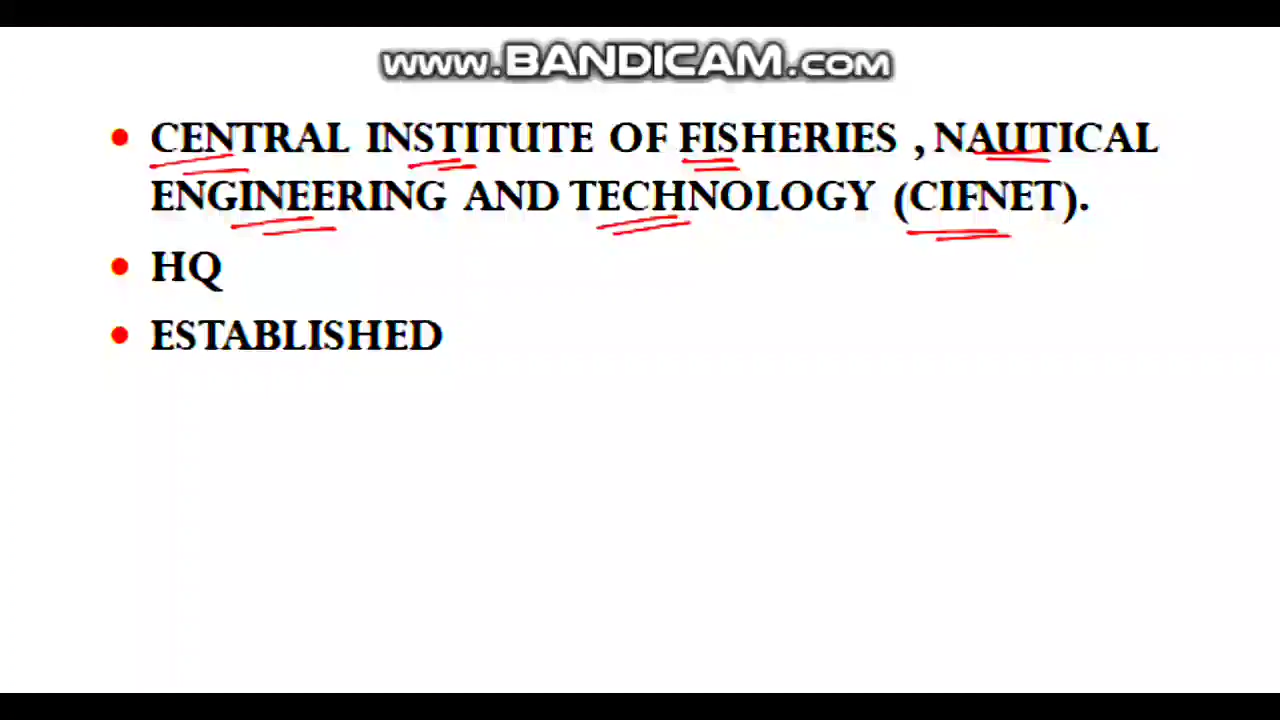 www.BANDICAM.com
• CENTRAL INSTITUTE OF FISHERIES , NAUTICAL
ENGINEERING AND TECHNOLOGY (CIFNET).
• HQ
• ESTABLISHED